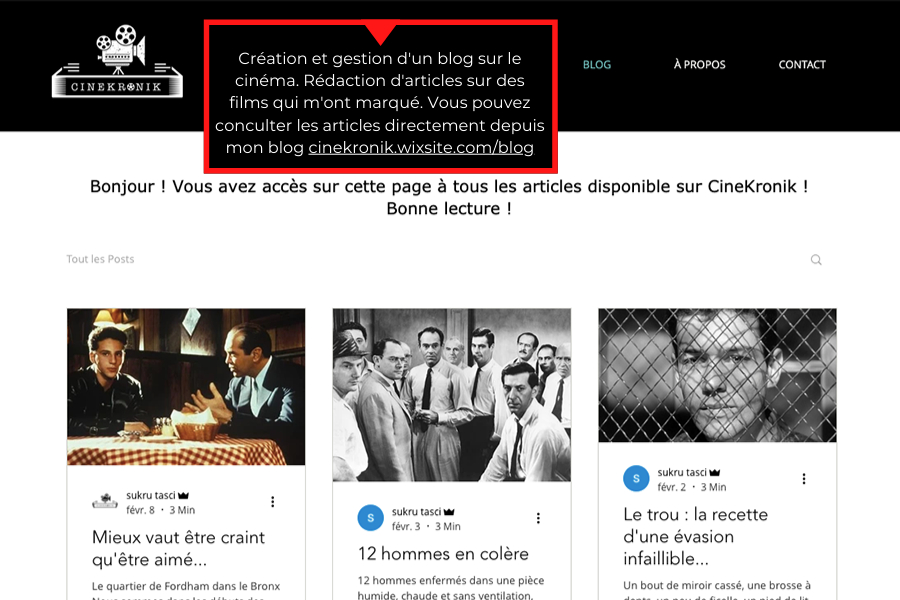 CINEKRONIK
Création et gestion d'un blog sur le
cinéma. Rédaction d'articles sur des
films qui m'ont marqué. Vous pouvez
conculter les articles directement depuis
mon blog cinekronik.wixsite.com/blog
BLOG
À PROPOS
CONTACT
Bonjour ! Vous avez accès sur cette page à tous les articles disponible sur CineKronik !
Bonne lecture !
Tout les Posts
sukru tasci
févr. 8 · 3 Min
Mieux vaut être craint
qu'être aimé...
Le quartier de Fordham dans le Bronx
S
sukru tasci
févr. 3 · 3 Min
12 hommes en colère
12 hommes enfermés dans une pièce
humide, chaude et sans ventilation.
S
sukru tasci
févr. 2 · 3 Min
Le trou : la recette
d'une évasion
infaillible...
Un bout de miroir cassé, une brosse à